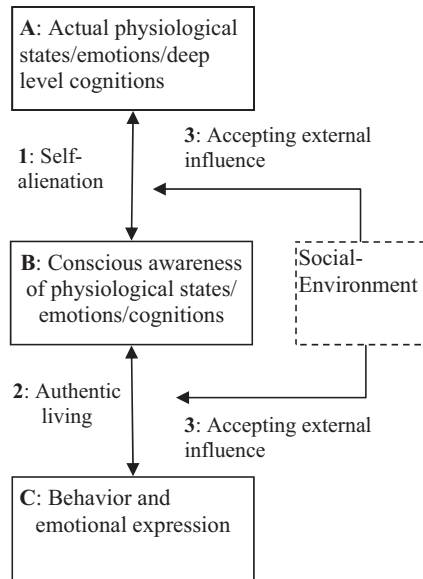 A: Actual physiological
states/emotions/deep
level cognitions
3: Accepting external
influence
1: Self-
alienation
B: Conscious awareness
of physiological states/
emotions/cognitions
Social-
Environment
2: Authentic
living
3: Accepting external
influence
C: Behavior and
emotional expression